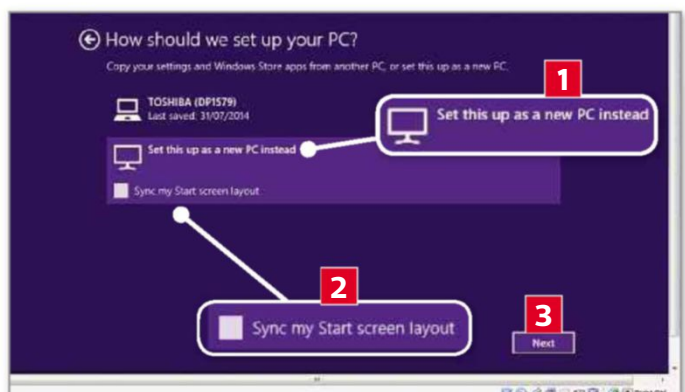 How should we set up your PC?
Copy your settings and Windows Store apps from another PC, or set this up as a new PC.
1
TOSHIBA (DP1579)
Last saved: 31/07/2014
Set this up as a new PC instead
Set this up as a new PC instead
Sync my Start screen layout
2
Sync my Start screen layout
3
Next